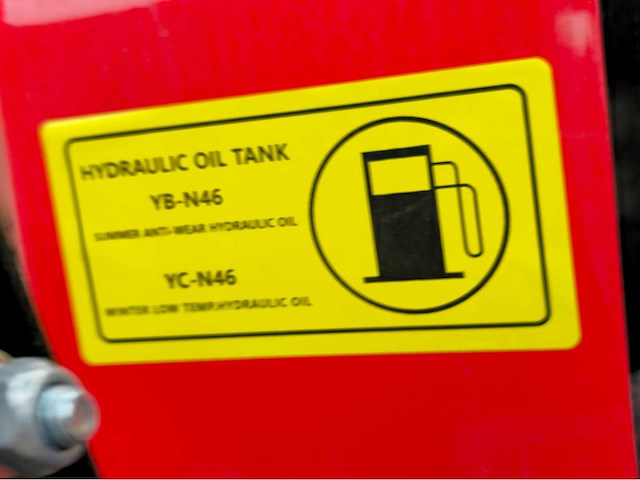 HYDRAULIC OIL TANK
YB-N46
SUMMER ANTI-WEAR HYDRAULIC OIL
YC-N46
WINTER LOW TEMP.HYDRAULIC OIL